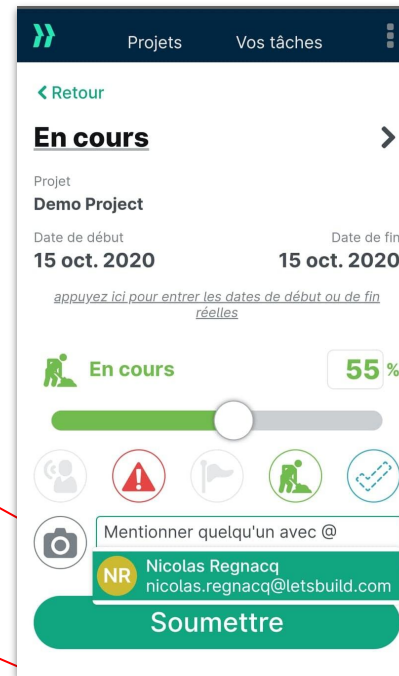 Projets Vos tâches
Retour
En cours
Projet
Demo Project
Date de début Date de fin
15 oct. 2020 15 oct. 2020
appuyez ici pour entrer les dates de début ou de fin
réelles
En cours 55 %
Mentionner quelqu'un avec @
NR Nicolas Regnacq
nicolas.regnacq@letsbuild.com
Soumettre